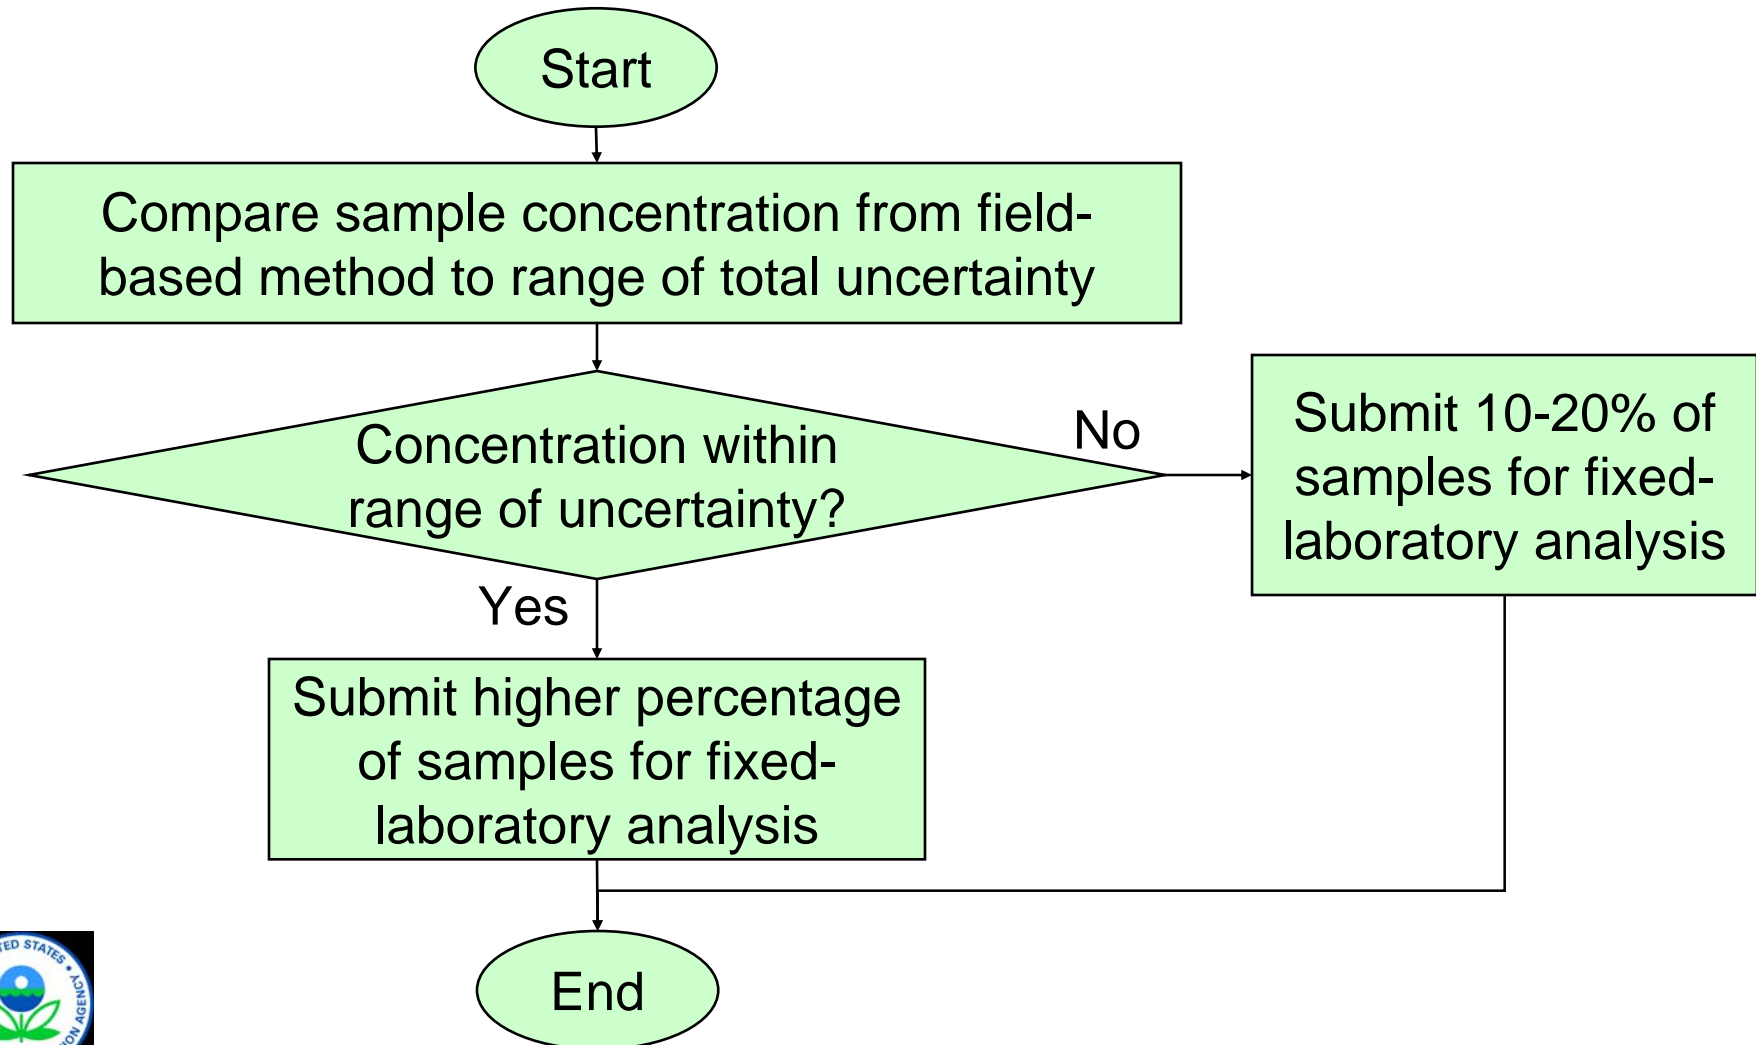 Start
Compare sample concentration from field-
based method to range of total uncertainty
Concentration within
range of uncertainty?
No
Submit 10-20% of
samples for fixed-
laboratory analysis
Yes
Submit higher percentage
of samples for fixed-
laboratory analysis
End
STATES • 
AGENCY